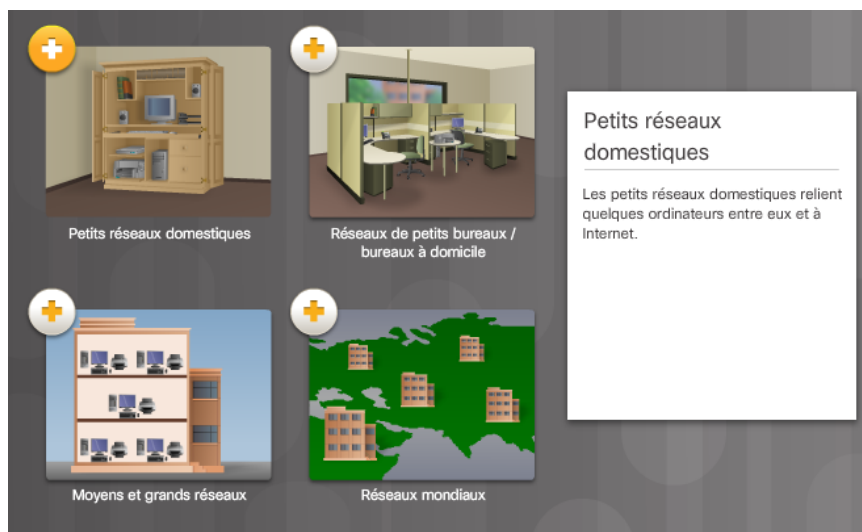 Petits réseaux domestiques
Réseaux de petits bureaux /
bureaux à domicile
Moyens et grands réseaux
Réseaux mondiaux
Petits réseaux
domestiques
Les petits réseaux domestiques relient
quelques ordinateurs entre eux et à
Internet.